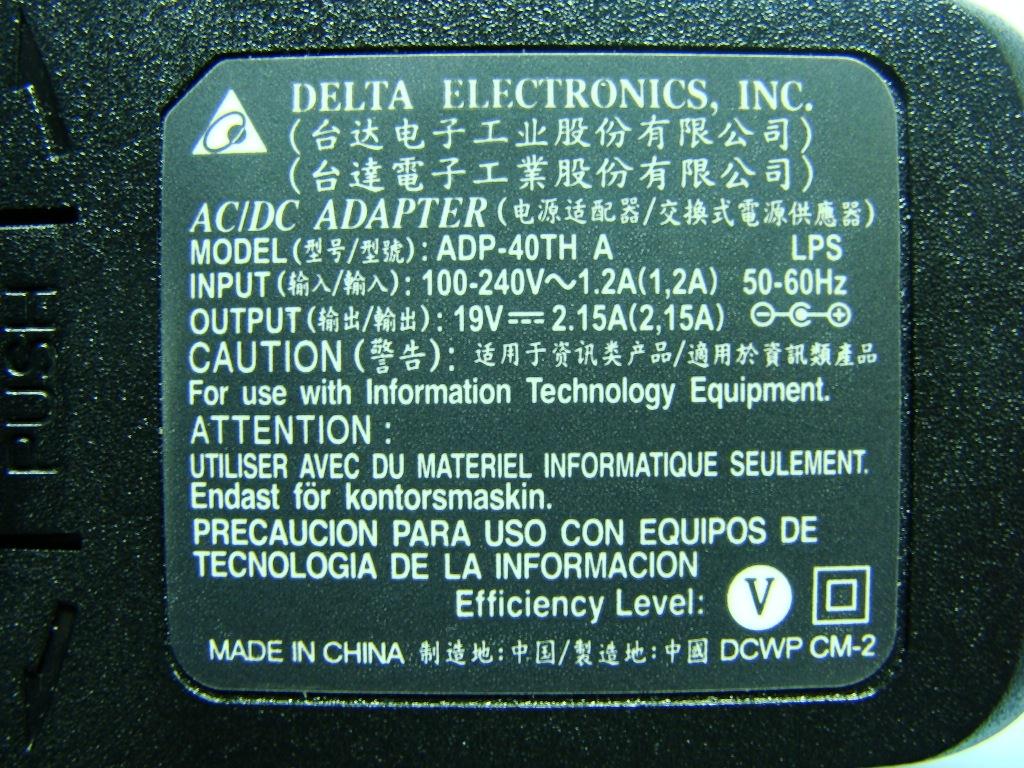 DELTA ELECTRONICS, INC.
(台达电子工业股份有限公司)
(台達電子工業股份有限公司)
AC/DC ADAPTER (电源适配器/交換式電源供應器)
MODEL (型号/型號): ADP-40TH A LPS
INPUT (输入/輸入): 100-240V～1.2A(1,2A) 50-60Hz
OUTPUT (输出/輸出): 19V⎓2.15A(2,15A)
CAUTION (警告): 适用于资讯类产品/適用於資訊類產品
For use with Information Technology Equipment.
ATTENTION :
UTILISER AVEC DU MATERIEL INFORMATIQUE SEULEMENT.
Endast för kontorsmaskin.
PRECAUCION PARA USO CON EQUIPOS DE
TECNOLOGIA DE LA INFORMACION
Efficiency Level: V
MADE IN CHINA 制造地:中国/製造地:中國 DCWP CM-2
PUSH